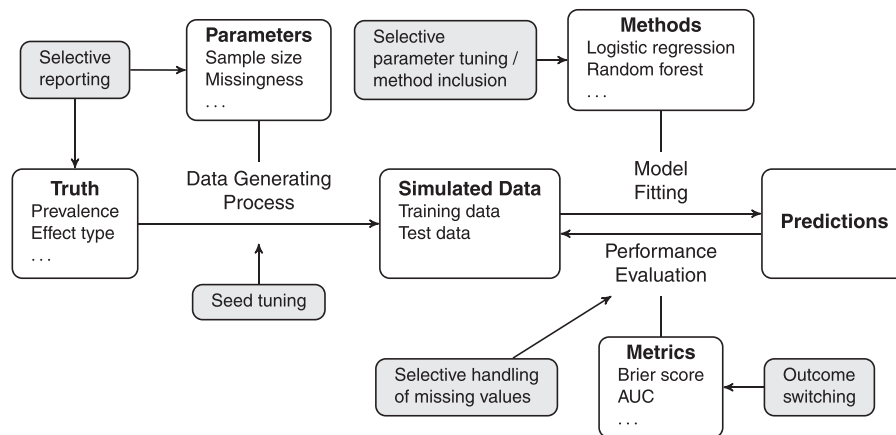 Selective
reporting
Parameters
Sample size
Missingness
...
Selective
parameter tuning /
method inclusion
Methods
Logistic regression
Random forest
...
Truth
Prevalence
Effect type
...
Data Generating
Process
Simulated Data
Training data
Test data
Model
Fitting
Predictions
Performance
Evaluation
Seed tuning
Selective handling
of missing values
Metrics
Brier score
AUC
...
Outcome
switching